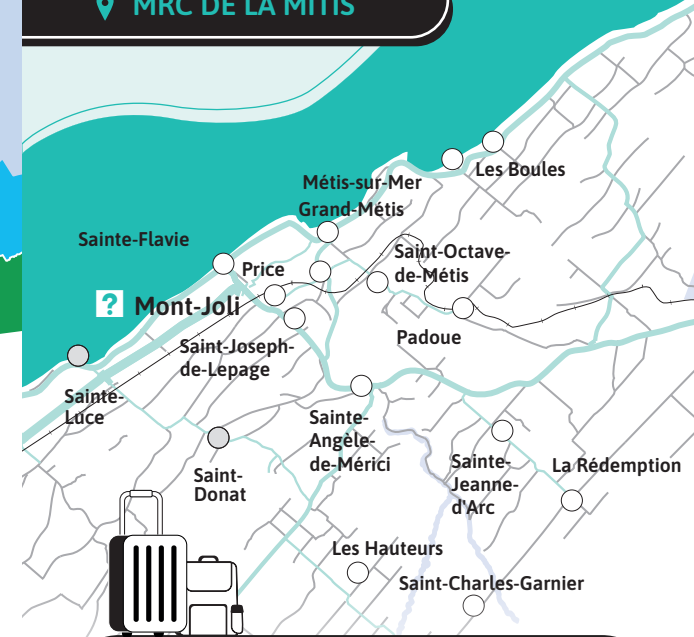 MRC DE LA MITIS
Les Boules
Métis-sur-Mer
Grand-Métis
Sainte-Flavie
Saint-Octave-
de-Métis
Price
? Mont-Joli
Padoue
Saint-Joseph-
de-Lepage
Sainte-
Luce
Sainte-
Angèle-
de-Mérici
Sainte-
Jeanne-
d'Arc
La Rédemption
Saint-
Donat
Les Hauteurs
Saint-Charles-Garnier